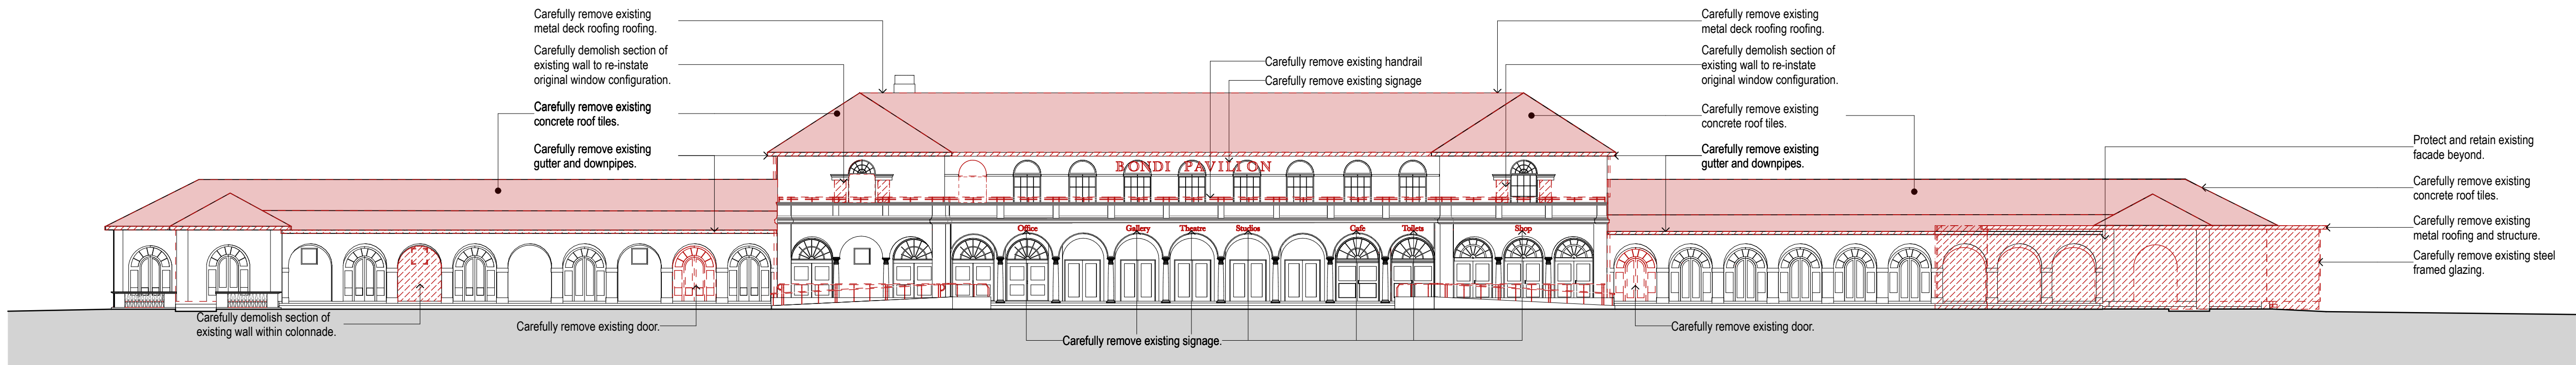 Carefully remove existing
metal deck roofing roofing.
Carefully demolish section of
existing wall to re-instate
original window configuration.
Carefully remove existing
concrete roof tiles.
Carefully remove existing
gutter and downpipes.
Carefully remove existing handrail
Carefully remove existing signage
Carefully remove existing
metal deck roofing roofing.
Carefully demolish section of
existing wall to re-instate
original window configuration.
Carefully remove existing
concrete roof tiles.
Carefully remove existing
gutter and downpipes.
Protect and retain existing
facade beyond.
Carefully remove existing
concrete roof tiles.
Carefully remove existing
metal roofing and structure.
Carefully remove existing steel
framed glazing.
BONDI PAVILION
Office
Gallery
Theatre
Studios
Cafe
Toilets
Shop
Carefully demolish section of
existing wall within colonnade.
Carefully remove existing door.
Carefully remove existing signage.
Carefully remove existing door.